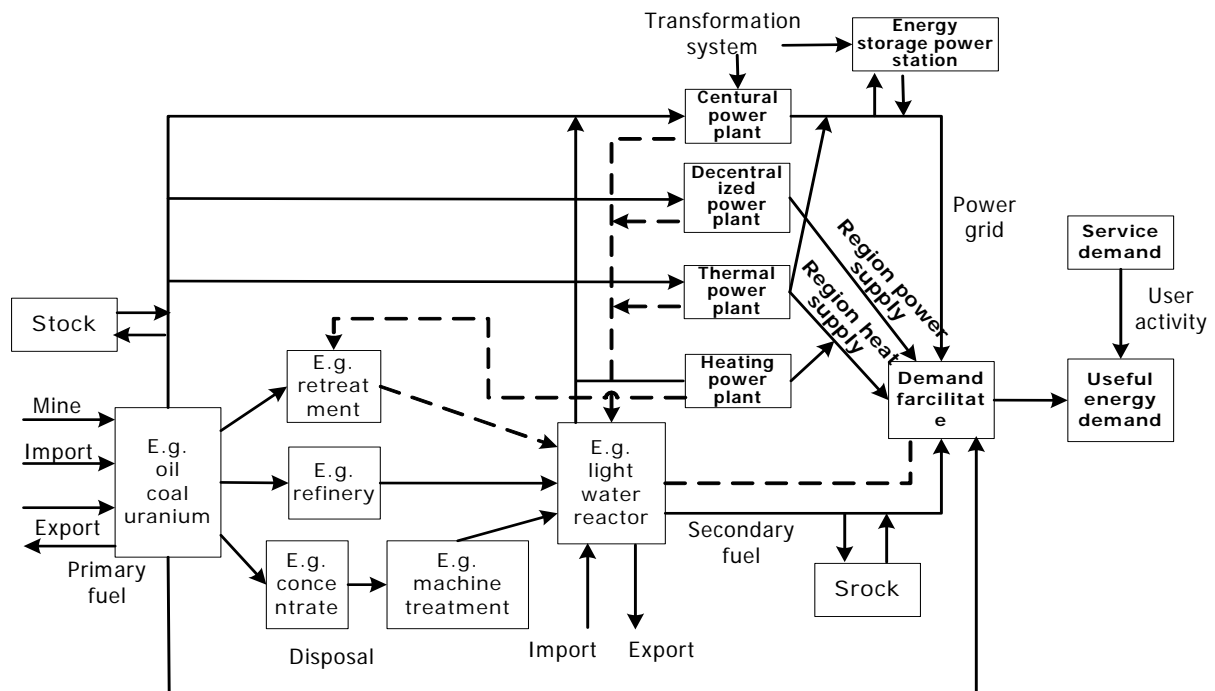 Transformation
system
Energy
storage power
station
Centural
power
plant
Decentral
ized
power
plant
Power
grid
Region power
supply
Service
demand
Thermal
power
plant
Region heat
supply
User
activity
Stock
E.g.
retreat
ment
Heating
power
plant
Demand
farcilitat
e
Useful
energy
demand
Mine
Import
Export
Primary
fuel
E.g.
oil
coal
uranium
E.g.
refinery
E.g.
light
water
reactor
Secondary
fuel
E.g.
conce
ntrate
E.g.
machine
treatment
Srock
Disposal
Import
Export